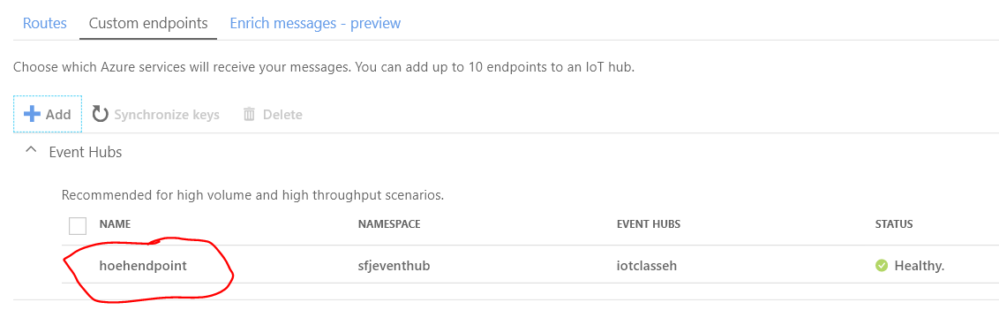 Routes Custom endpoints Enrich messages - preview
Choose which Azure services will receive your messages. You can add up to 10 endpoints to an IoT hub.
Add Synchronize keys Delete
Event Hubs
Recommended for high volume and high throughput scenarios.
NAME NAMESPACE EVENT HUBS STATUS
hoehendpoint sfjeventhub iotclasseh Healthy.